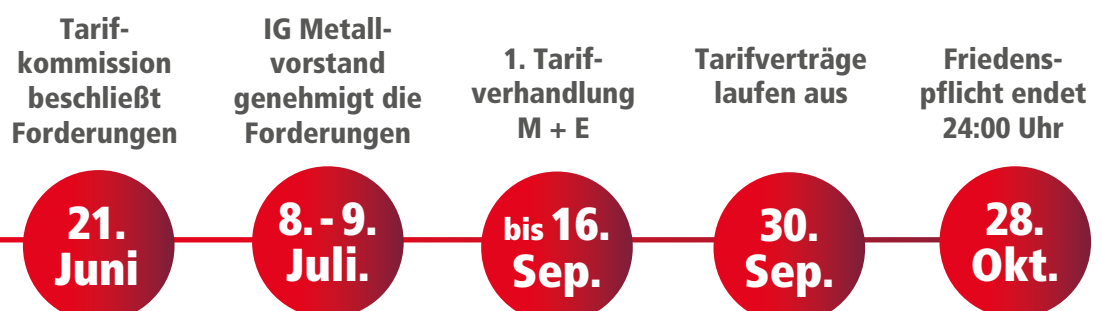 Tarif-
kommission
beschließt
Forderungen
21.
Juni
IG Metall-
vorstand
genehmigt die
Forderungen
8. - 9.
Juli.
1. Tarif-
verhandlung
M + E
bis 16.
Sep.
Tarifverträge
laufen aus
30.
Sep.
Friedens-
pflicht endet
24:00 Uhr
28.
Okt.